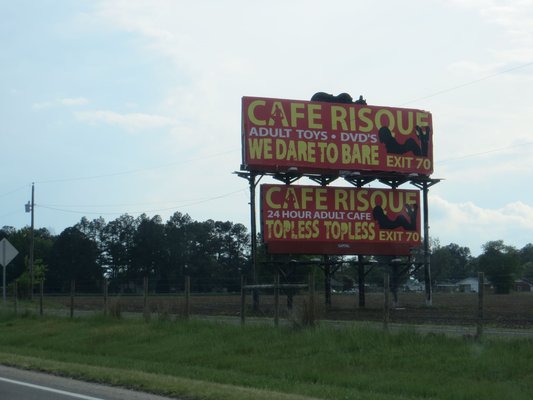 CAFE RISQUE
ADULT TOYS • DVD'S
WE DARE TO BARE
EXIT 70
CAFE RISQUE
24 HOUR ADULT CAFE
TOPLESS TOPLESS
EXIT 70